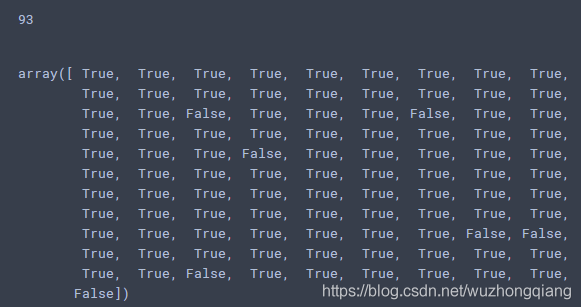 93
array([ True,  True,  True,  True,  True,  True,  True,  True,  True,
        True,  True,  True,  True,  True,  True,  True,  True,  True,
        True,  True, False,  True,  True,  True, False,  True,  True,
        True,  True,  True,  True,  True,  True,  True,  True,  True,
        True,  True,  True, False,  True,  True,  True,  True,  True,
        True,  True,  True,  True,  True,  True,  True,  True,  True,
        True,  True,  True,  True,  True,  True,  True,  True,  True,
        True,  True,  True,  True,  True,  True,  True,  True,  True,
        True,  True,  True,  True,  True,  True,  True, False, False,
        True,  True,  True,  True,  True,  True,  True,  True,  True,
        True,  True, False,  True,  True,  True,  True,  True,  True,
       False])
https://blog.csdn.net/wuzhongqiang